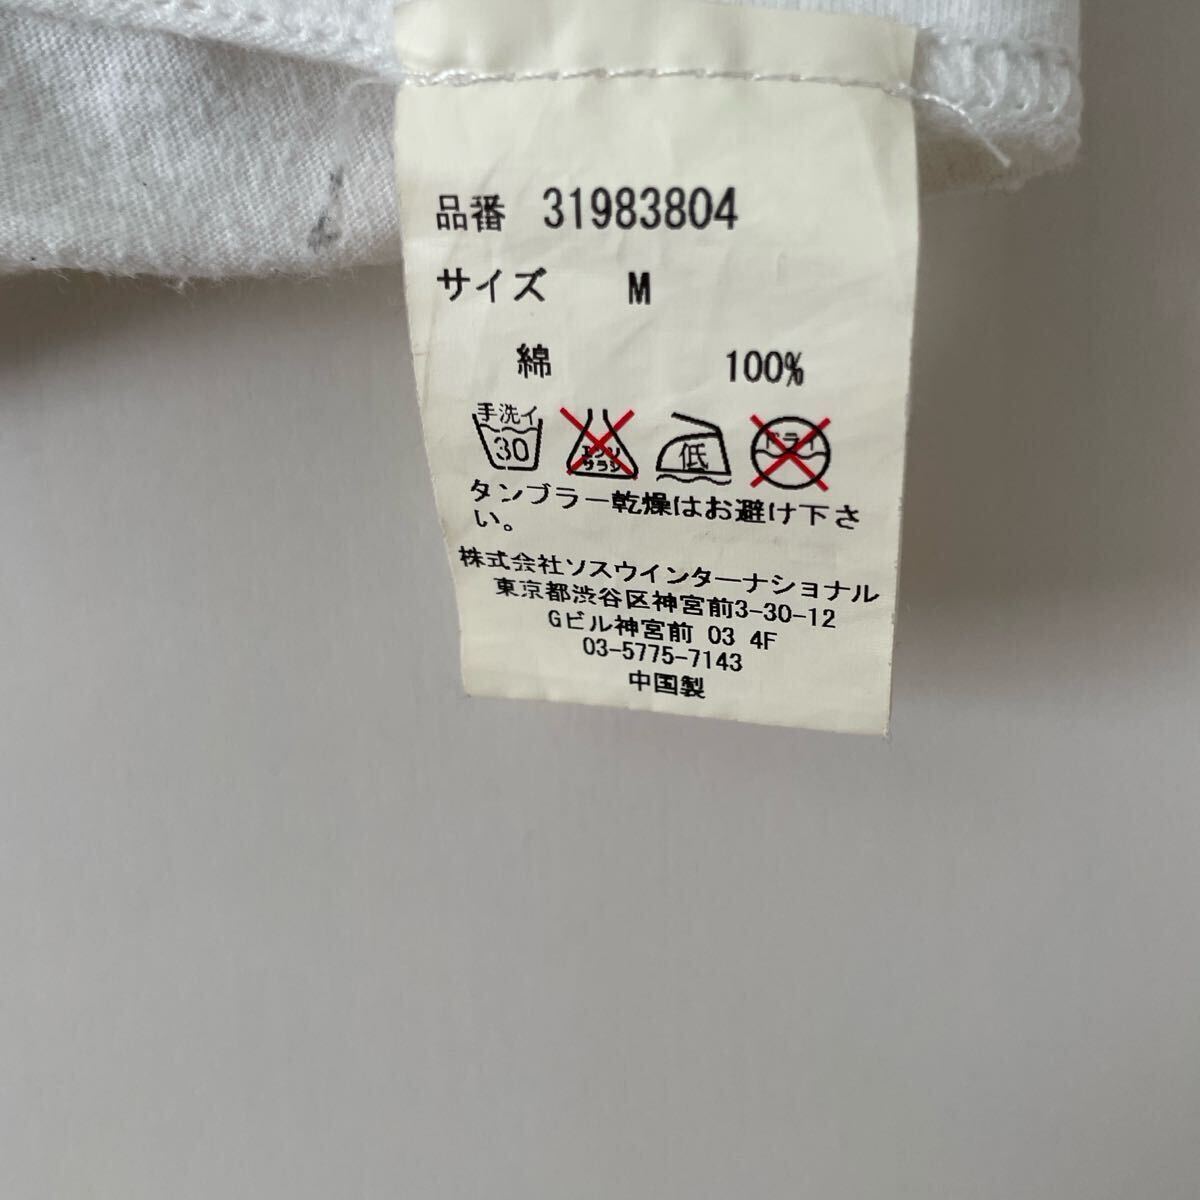 品番 31983804
サイズ M
綿 100%
手洗イ 30 エンソサラシ 低 ドライ
タンブラー乾燥はお避け下さ
い。
株式会社ソスウインターナショナル
東京都渋谷区神宮前3-30-12
Gビル神宮前 03 4F
03-5775-7143
中国製